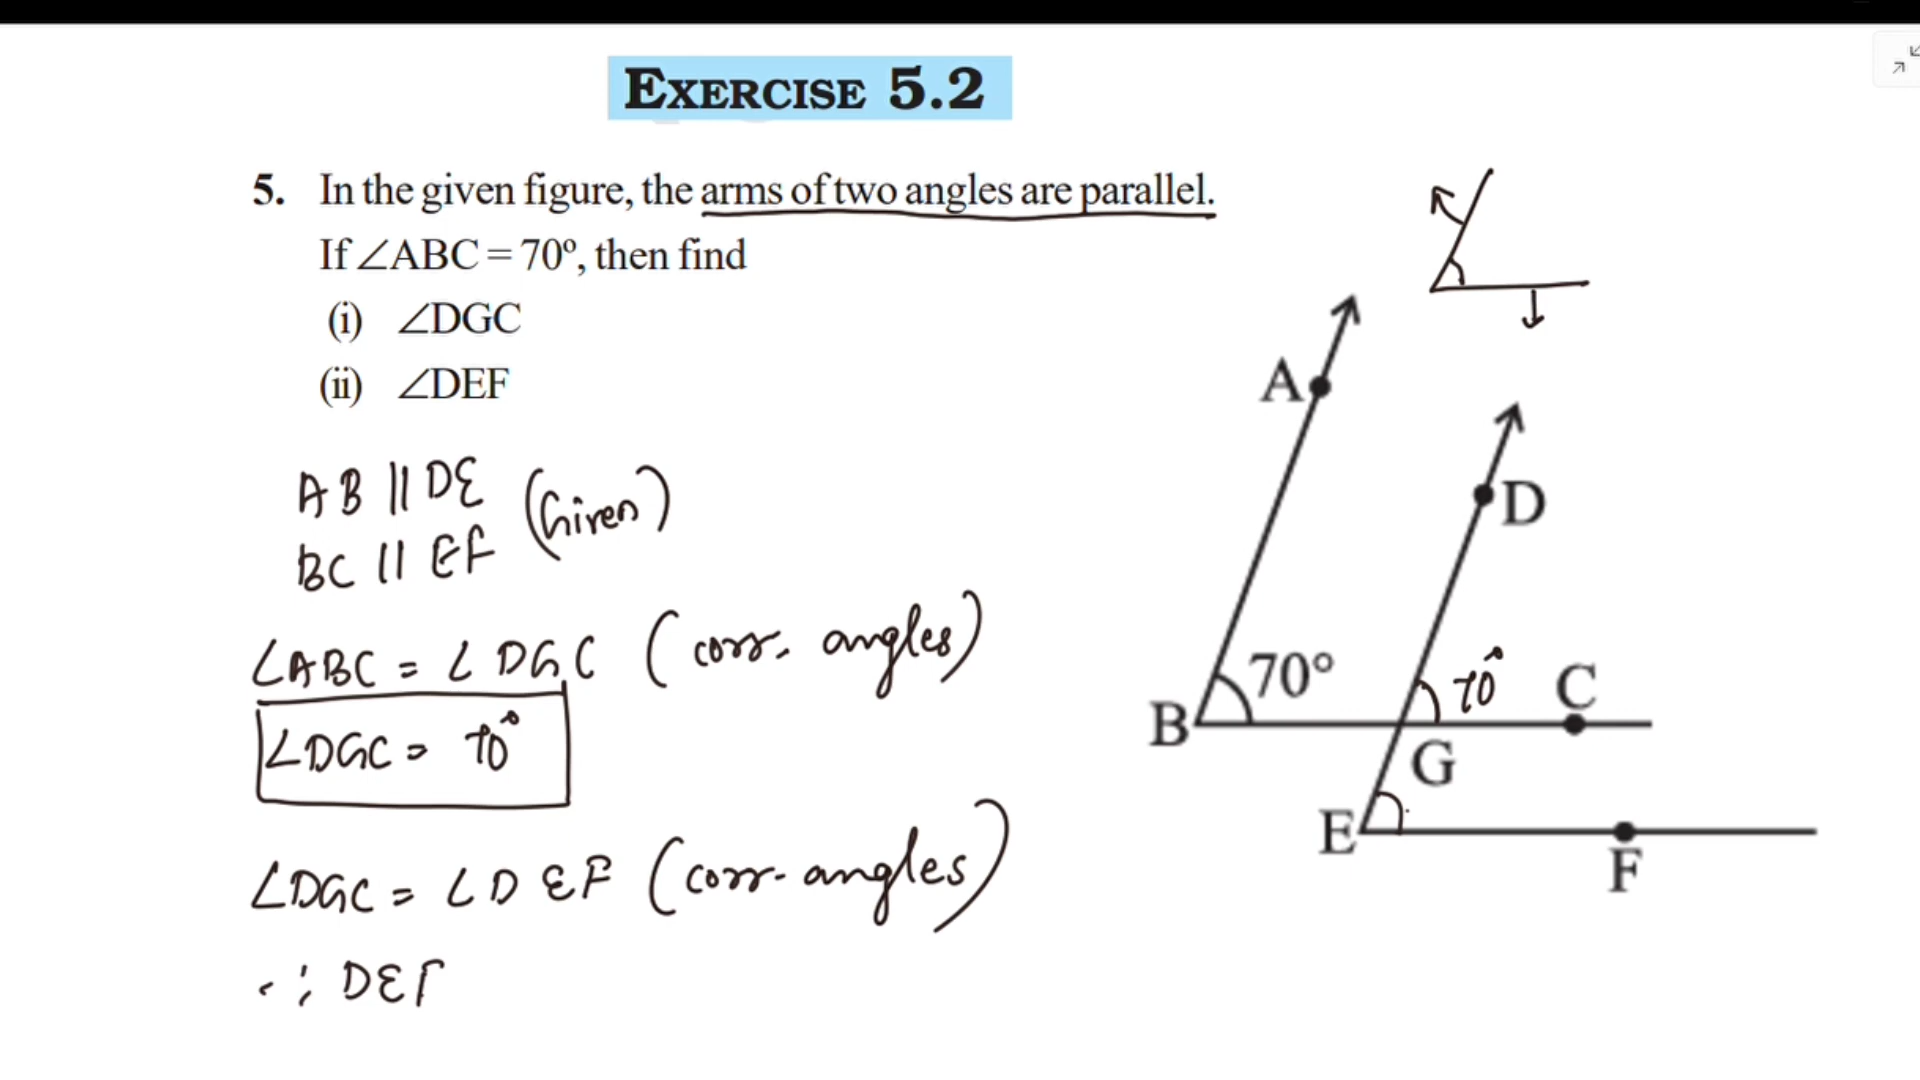 EXERCISE 5.2
5. In the given figure, the arms of two angles are parallel.
If ∠ABC = 70º, then find
(i) ∠DGC
(ii) ∠DEF
AB || DE
BC || EF (Given)
∠ABC = ∠DGC (corr. angles)
∠DGC = 70°
∠DGC = ∠DEF (corr. angles)
∴ DEF
A
D
B 70° 70° C
G
E
F